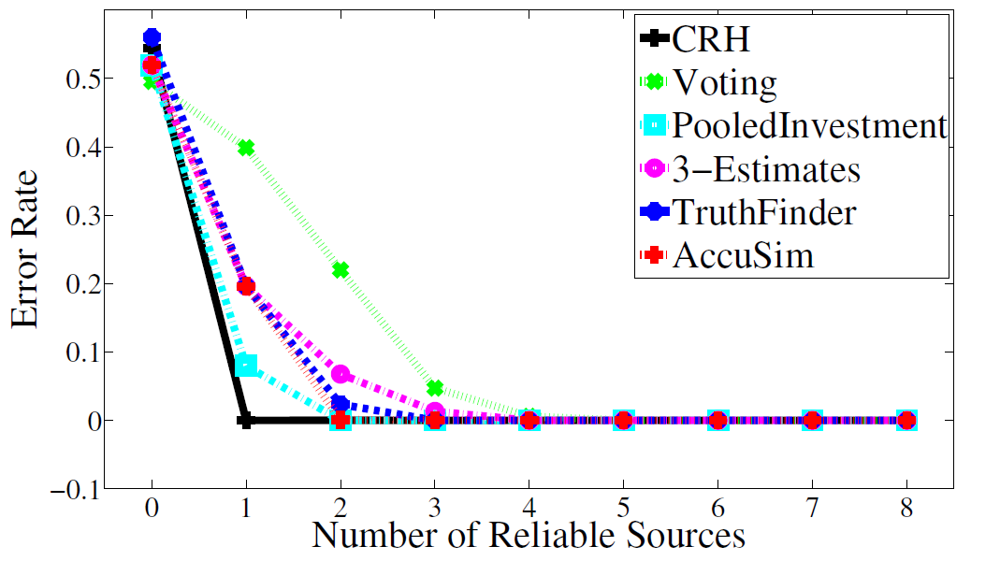 CRH
Voting
PooledInvestment
3−Estimates
TruthFinder
AccuSim
0.5
0.4
0.3
0.2
0.1
0
−0.1
Error Rate
0 1 2 3 4 5 6 7 8
Number of Reliable Sources